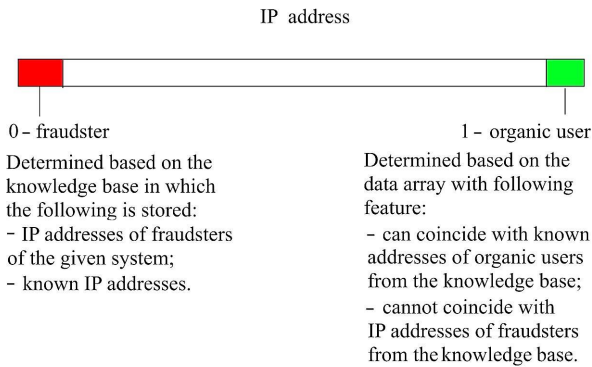 IP address
0 – fraudster
Determined based on the
knowledge base in which
the following is stored:
– IP addresses of fraudsters
of the given system;
– known IP addresses.
1 – organic user
Determined based on the
data array with following
feature:
– can coincide with known
addresses of organic users
from the knowledge base;
– cannot coincide with
IP addresses of fraudsters
from the knowledge base.